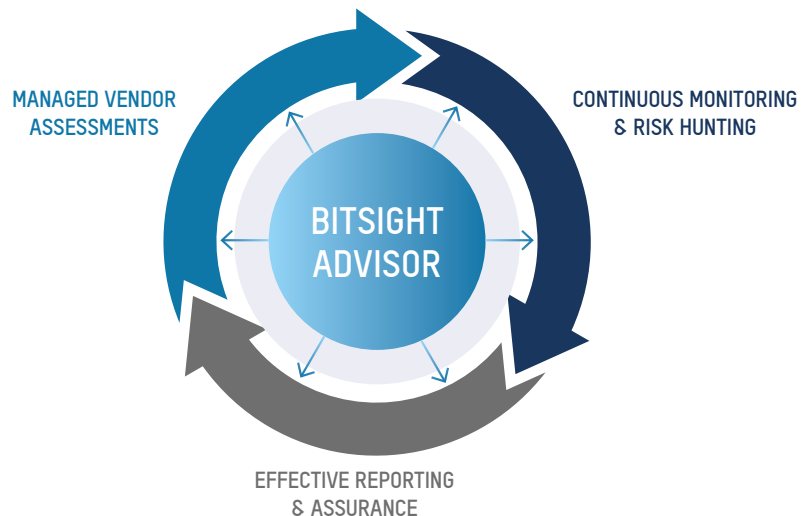 MANAGED VENDOR
ASSESSMENTS
CONTINUOUS MONITORING
& RISK HUNTING
BITSIGHT
ADVISOR
EFFECTIVE REPORTING
& ASSURANCE